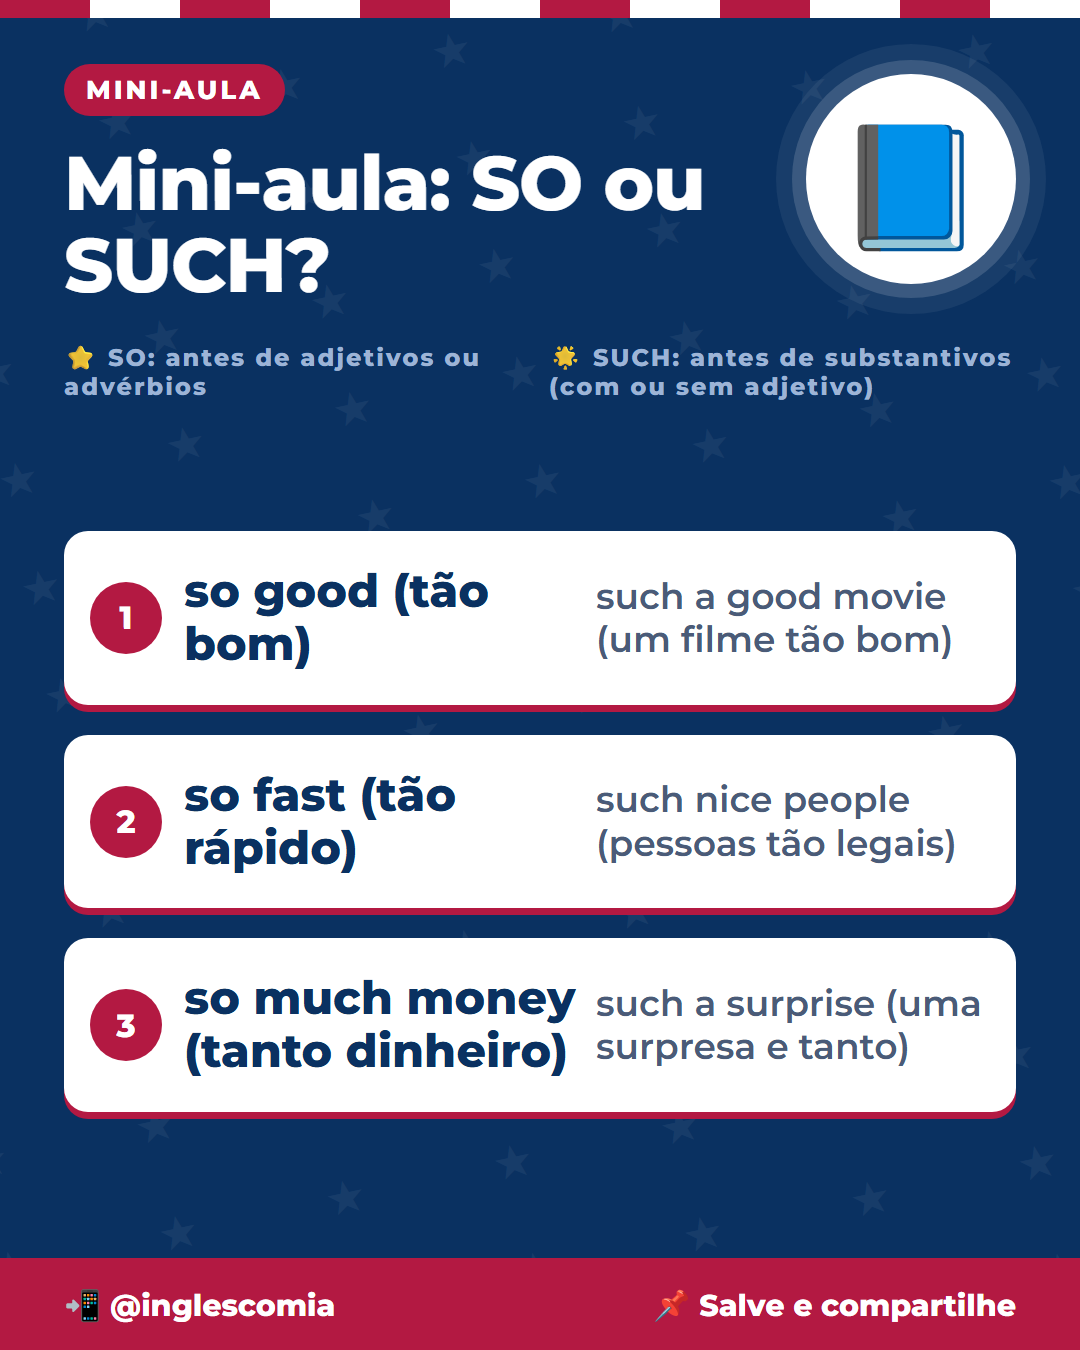 MINI-AULA
Mini-aula: SO ou
SUCH?
⭐ SO: antes de adjetivos ou
advérbios
🌟 SUCH: antes de substantivos
(com ou sem adjetivo)
1
so good (tão
bom)
such a good movie
(um filme tão bom)
2
so fast (tão
rápido)
such nice people
(pessoas tão legais)
3
so much money
(tanto dinheiro)
such a surprise (uma
surpresa e tanto)
📲 @inglescomia
📌 Salve e compartilhe